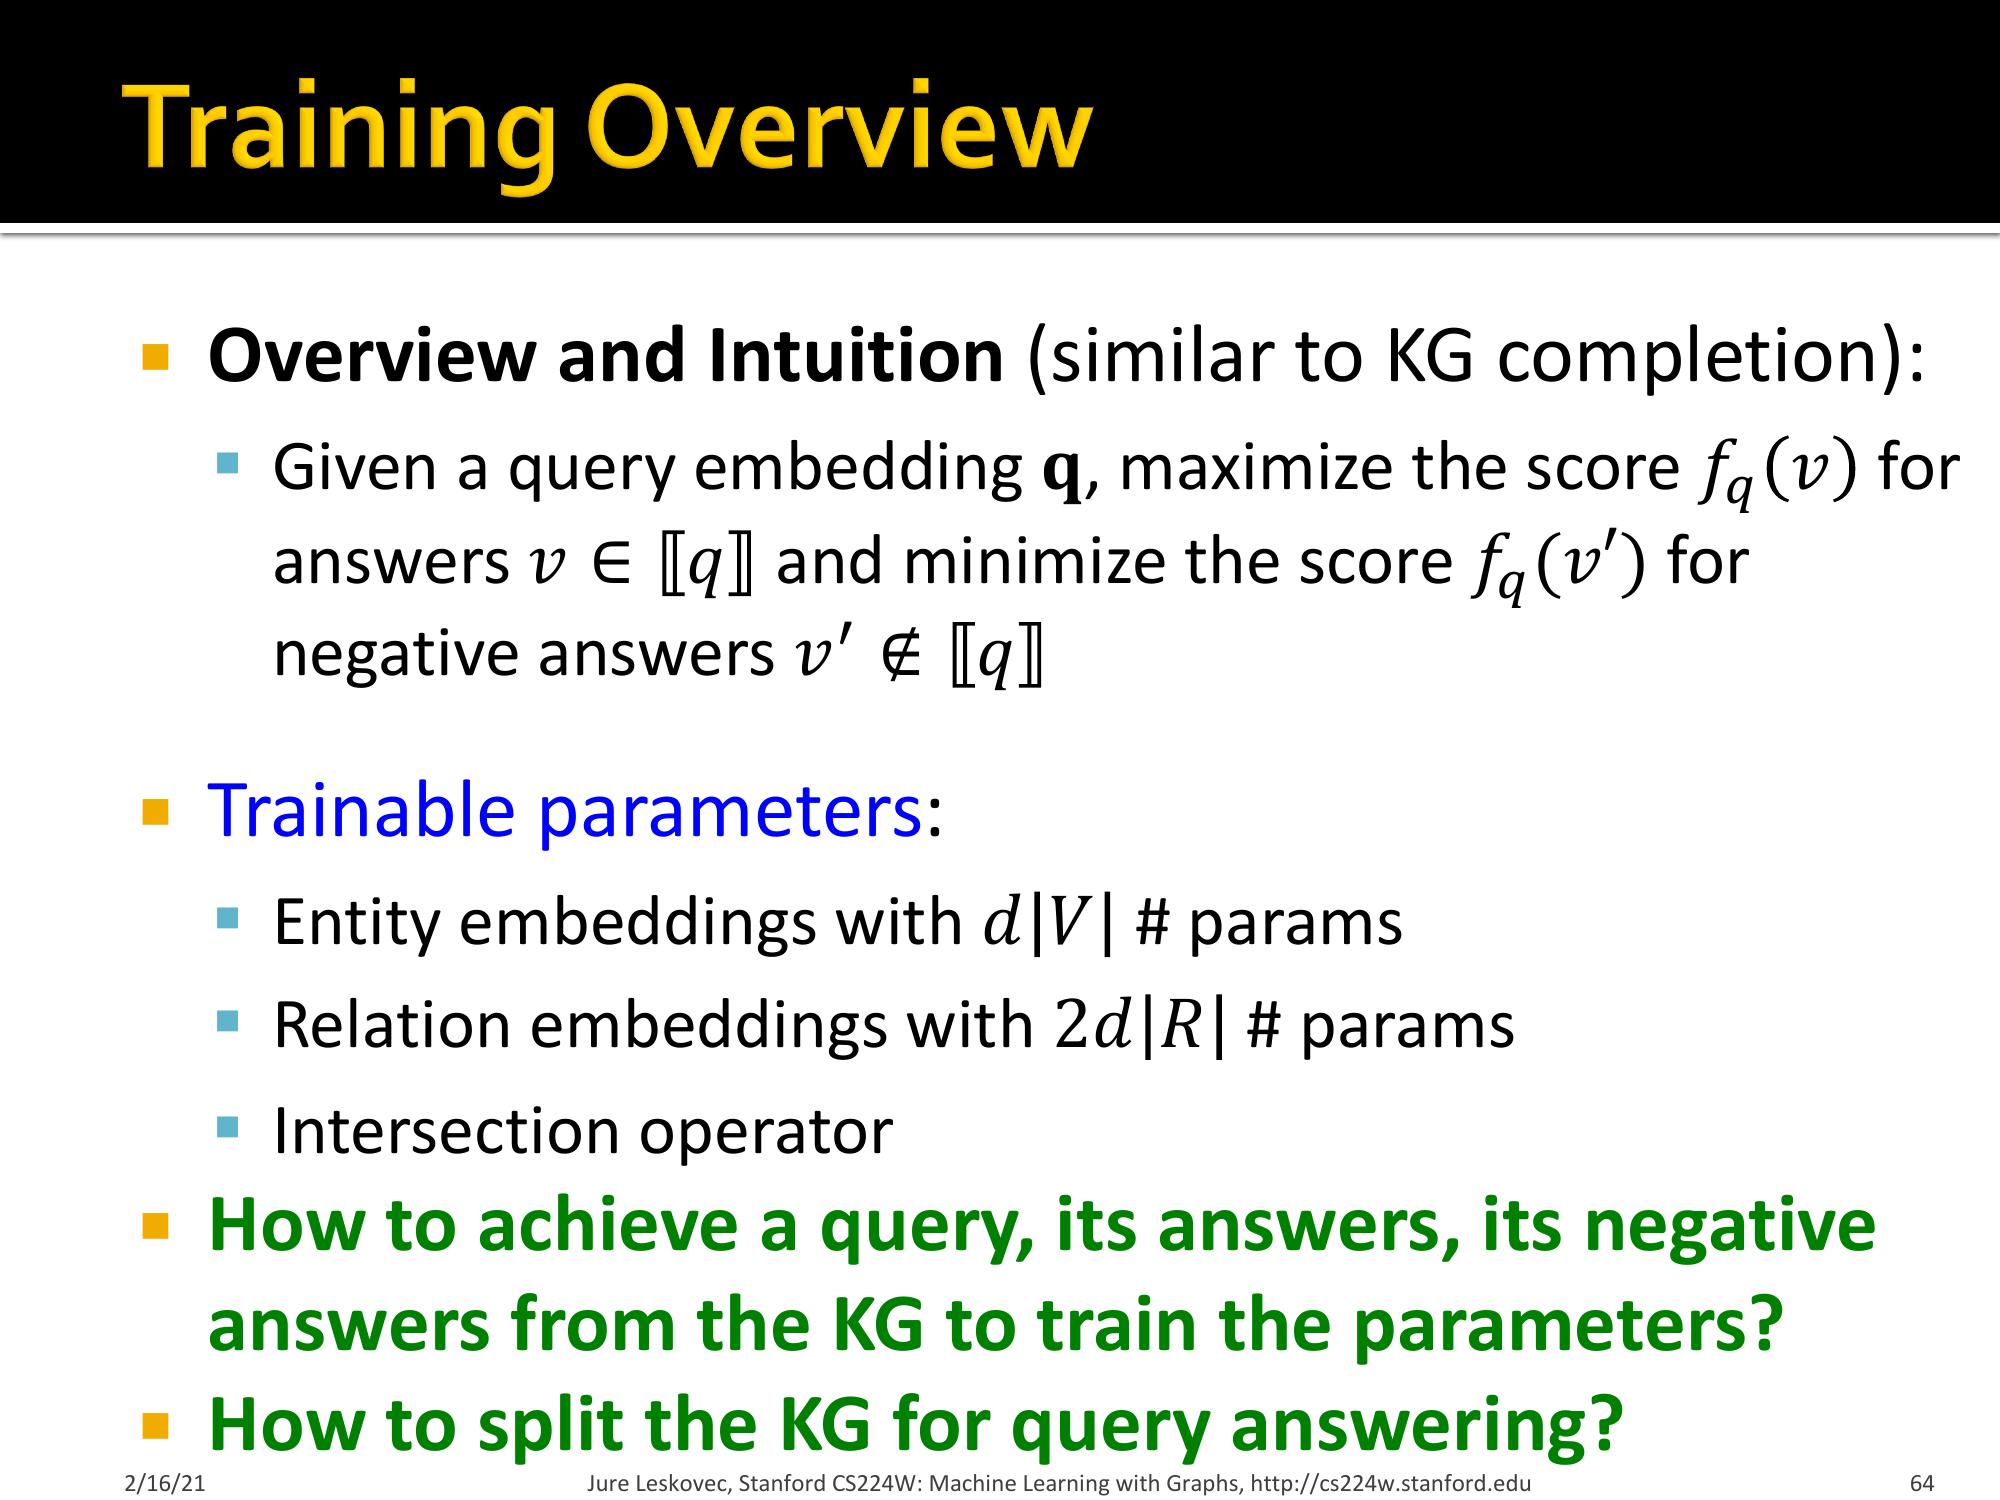 Training Overview
Overview and Intuition (similar to KG completion):
Given a query embedding 𝐪, maximize the score f_q(v) for
answers v ∈ ⟦q⟧ and minimize the score f_q(v′) for
negative answers v′ ∉ ⟦q⟧
Trainable parameters:
Entity embeddings with d|V| # params
Relation embeddings with 2d|R| # params
Intersection operator
How to achieve a query, its answers, its negative
answers from the KG to train the parameters?
How to split the KG for query answering?
2/16/21 Jure Leskovec, Stanford CS224W: Machine Learning with Graphs, http://cs224w.stanford.edu 64